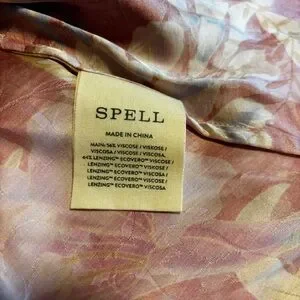 SPELL
MADE IN CHINA
MAIN: 56% VISCOSE / VISKOSE /
VISCOSA / VISCOSE / VISCOSA,
44% LENZING™ ECOVERO™ VISCOSE /
LENZING™ ECOVERO™ VISKOSE /
LENZING™ ECOVERO™ VISCOSA /
LENZING™ ECOVERO™ VISCOSE /
LENZING™ ECOVERO™ VISCOSA